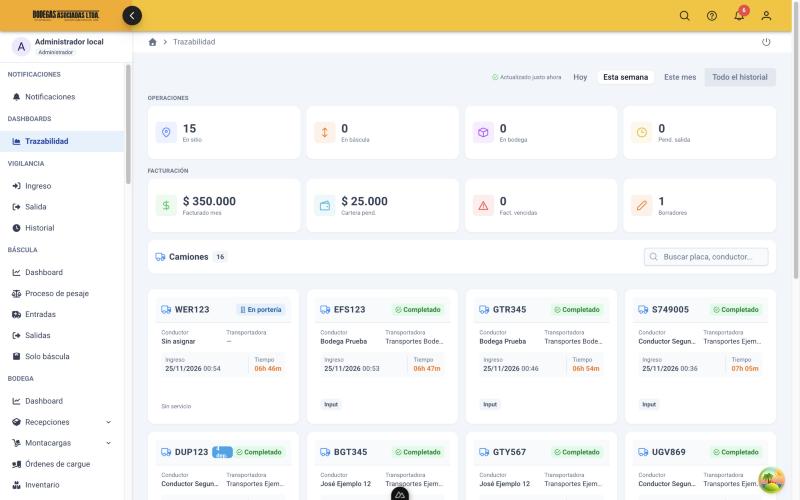 BODEGAS ASOCIADAS LTDA.
6
A
Administrador local
Administrador
Trazabilidad
NOTIFICACIONES
Notificaciones
DASHBOARDS
Trazabilidad
VIGILANCIA
Ingreso
Salida
Historial
BÁSCULA
Dashboard
Proceso de pesaje
Entradas
Salidas
Solo báscula
BODEGA
Dashboard
Recepciones
Montacargas
Órdenes de cargue
Inventario
Actualizado justo ahora
Hoy
Esta semana
Este mes
Todo el historial
OPERACIONES
15
En sitio
0
En báscula
0
En bodega
0
Pend. salida
FACTURACIÓN
$ 350.000
Facturado mes
$ 25.000
Cartera pend.
0
Fact. vencidas
1
Borradores
Camiones 16
Buscar placa, conductor...
WER123 En portería
Conductor Transportadora
Sin asignar —
Ingreso Tiempo
25/11/2026 00:54 06h 46m
Sin servicio
EFS123 Completado
Conductor Transportadora
Bodega Prueba Transportes Bode...
Ingreso Tiempo
25/11/2026 00:53 06h 47m
Input
GTR345 Completado
Conductor Transportadora
Bodega Prueba Transportes Bode...
Ingreso Tiempo
25/11/2026 00:46 06h 54m
Input
S749005 Completado
Conductor Transportadora
Conductor Segun... Transportes Ejem...
Ingreso Tiempo
25/11/2026 00:36 07h 05m
Input
DUP123 Completado
Conductor Transportadora
Conductor Segun... Transportes Ejem...
BGT345 Completado
Conductor Transportadora
José Ejemplo 12 Transportes Ejem...
GTY567 Completado
Conductor Transportadora
José Ejemplo 12 Transportes Ejem...
UGV869 Completado
Conductor Transportadora
Conductor Segun... Transportes Ejem...